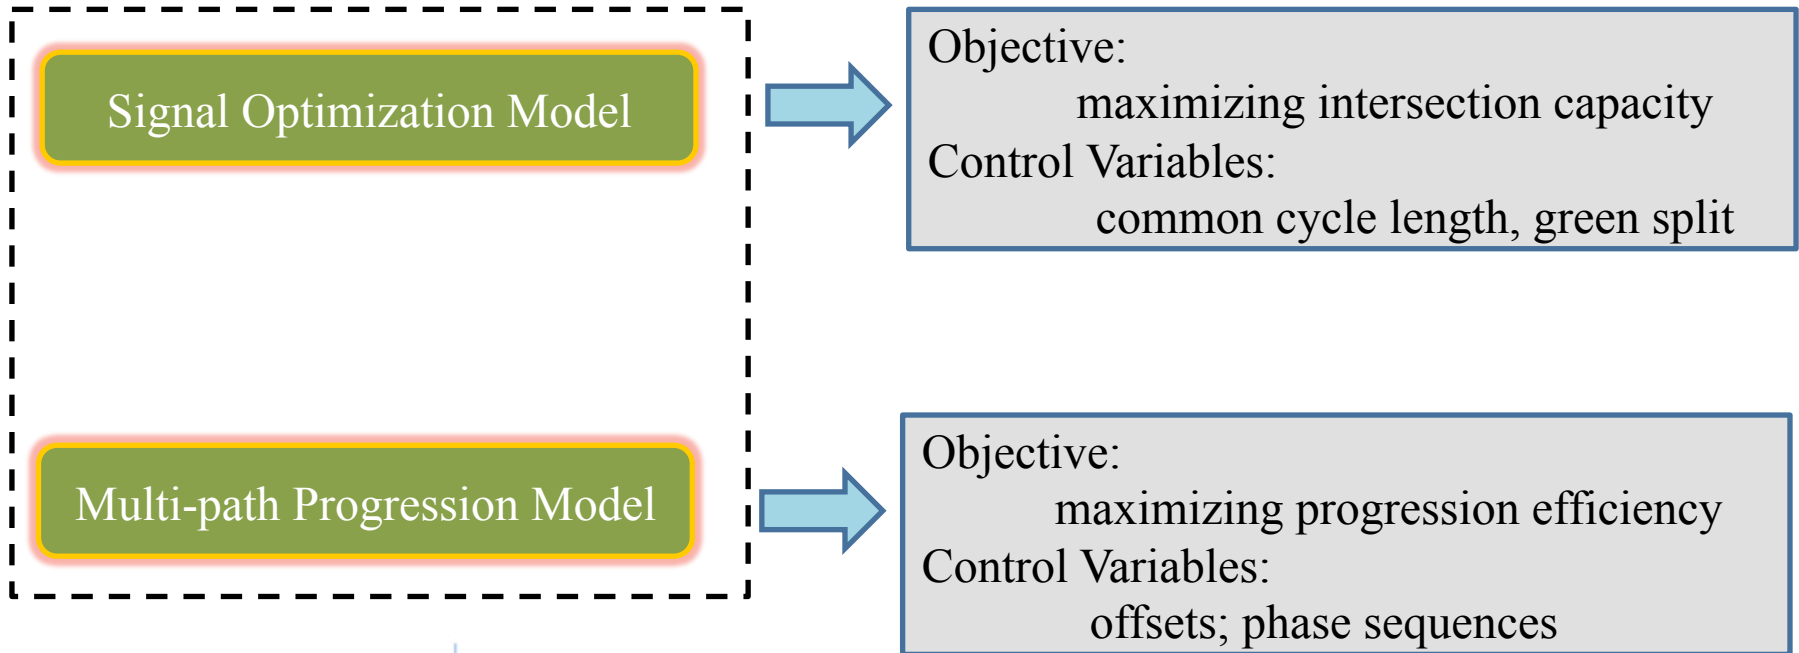 Signal Optimization Model
Objective:
maximizing intersection capacity
Control Variables:
common cycle length, green split
Multi-path Progression Model
Objective:
maximizing progression efficiency
Control Variables:
offsets; phase sequences